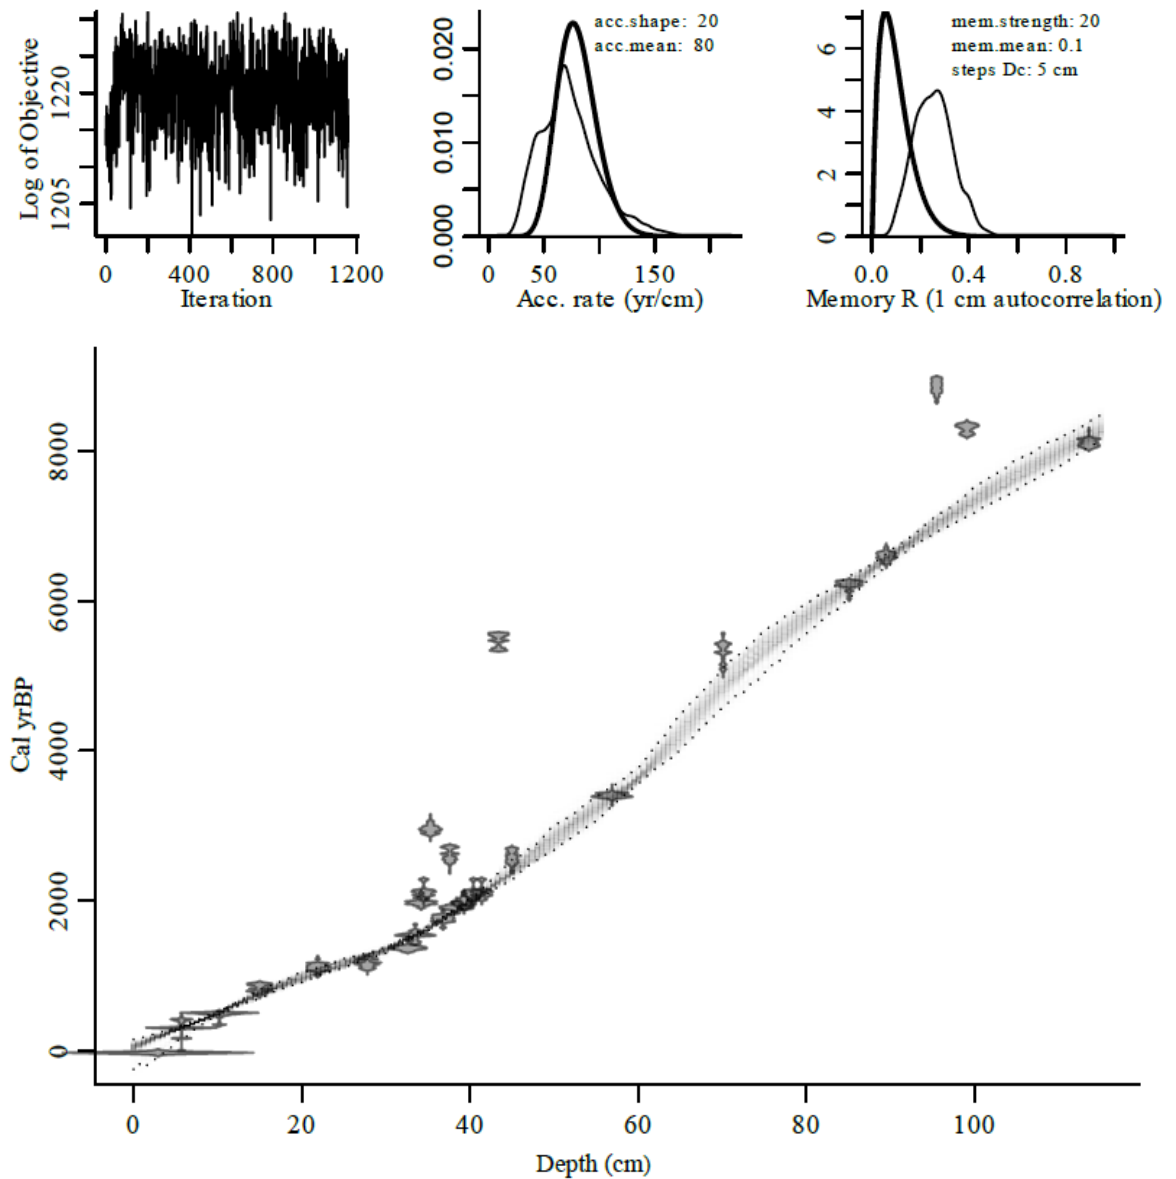 Log of Objective
1205
1220
0
400
800
1200
Iteration
0.000
0.010
0.020
acc.shape: 20
acc.mean: 80
0
50
150
Acc. rate (yr/cm)
0
2
4
6
mem.strength: 20
mem.mean: 0.1
steps Dc: 5 cm
0.0
0.4
0.8
Memory R (1 cm autocorrelation)
Cal yrBP
0
2000
4000
6000
8000
0
20
40
60
80
100
Depth (cm)